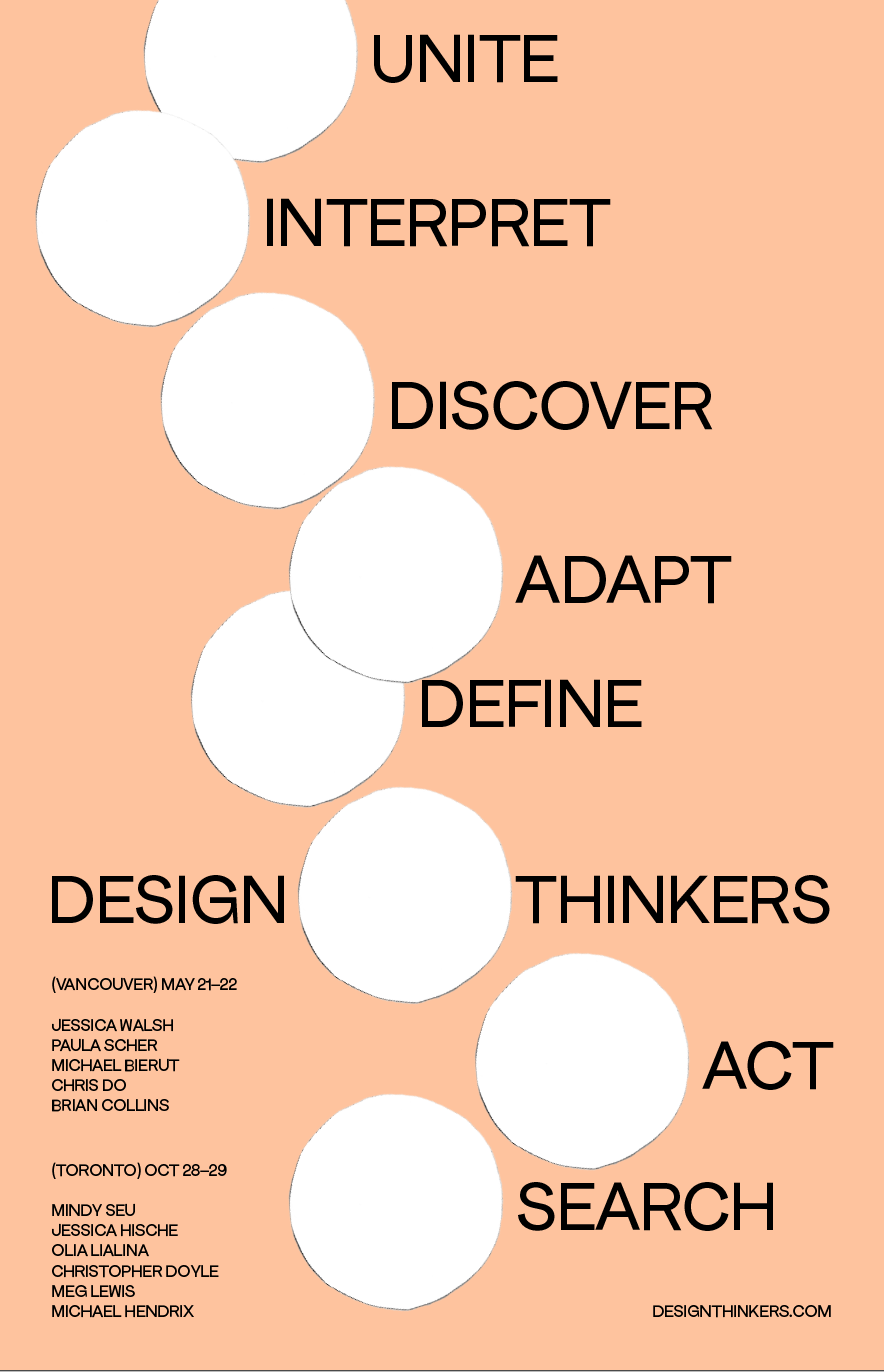 UNITE
INTERPRET
DISCOVER
ADAPT
DEFINE
DESIGN THINKERS
(VANCOUVER) MAY 21–22
JESSICA WALSH
PAULA SCHER
MICHAEL BIERUT
CHRIS DO
BRIAN COLLINS
ACT
(TORONTO) OCT 28–29
SEARCH
MINDY SEU
JESSICA HISCHE
OLIA LIALINA
CHRISTOPHER DOYLE
MEG LEWIS
MICHAEL HENDRIX
DESIGNTHINKERS.COM